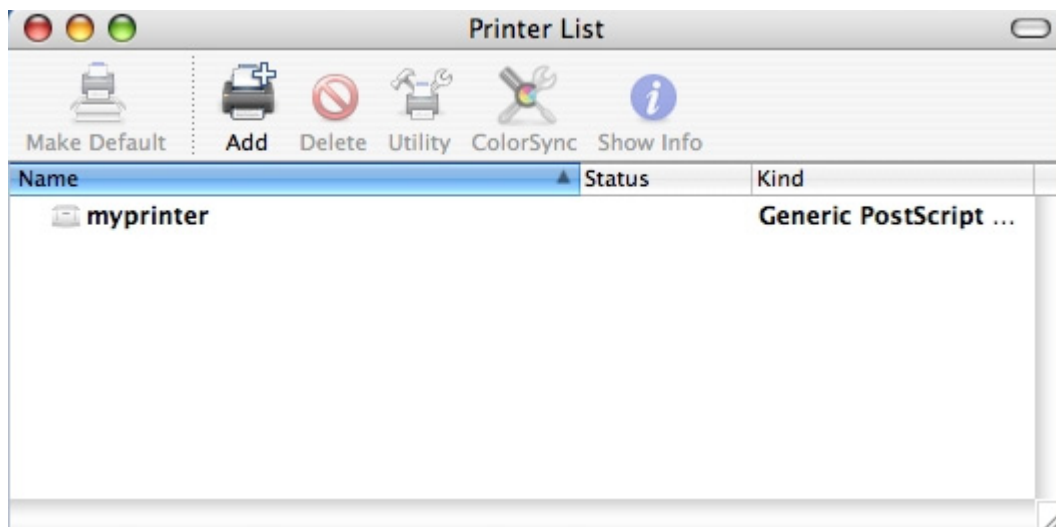 Printer List
Make Default Add Delete Utility ColorSync Show Info
Name Status Kind
myprinter Generic PostScript ...